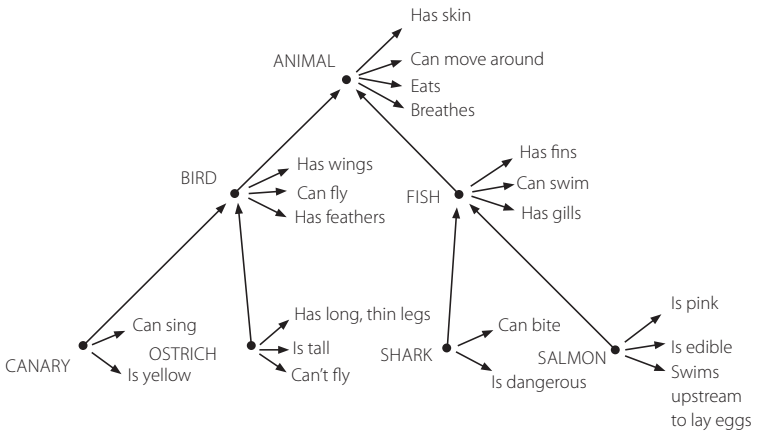 Has skin
ANIMAL
Can move around
Eats
Breathes
BIRD
Has wings
Can fly
Has feathers
FISH
Has fins
Can swim
Has gills
CANARY
Can sing
Is yellow
OSTRICH
Has long, thin legs
Is tall
Can't fly
SHARK
Can bite
Is dangerous
SALMON
Is pink
Is edible
Swims
upstream
to lay eggs